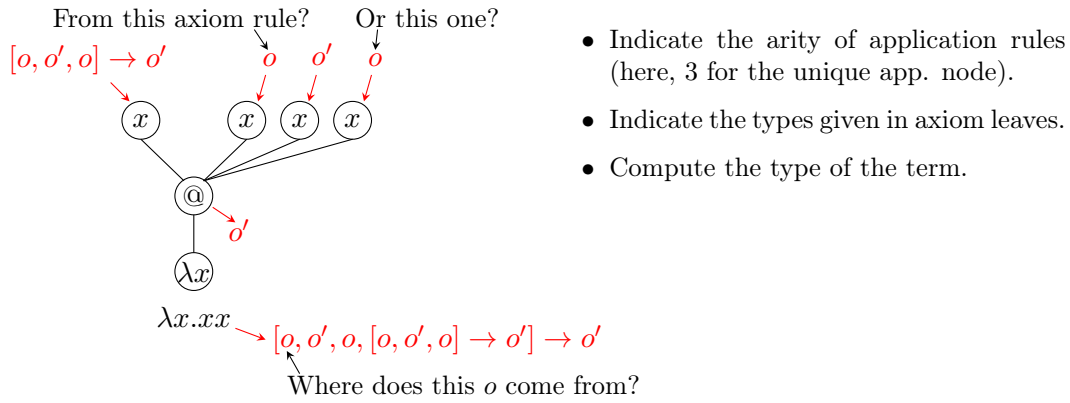 From this axiom rule? Or this one?
[o, o′, o] → o′ o o′ o
x x x x
@
o′
λx
λx.xx
[o, o′, o, [o, o′, o] → o′] → o′
Where does this o come from?
• Indicate the arity of application rules
(here, 3 for the unique app. node).
• Indicate the types given in axiom leaves.
• Compute the type of the term.